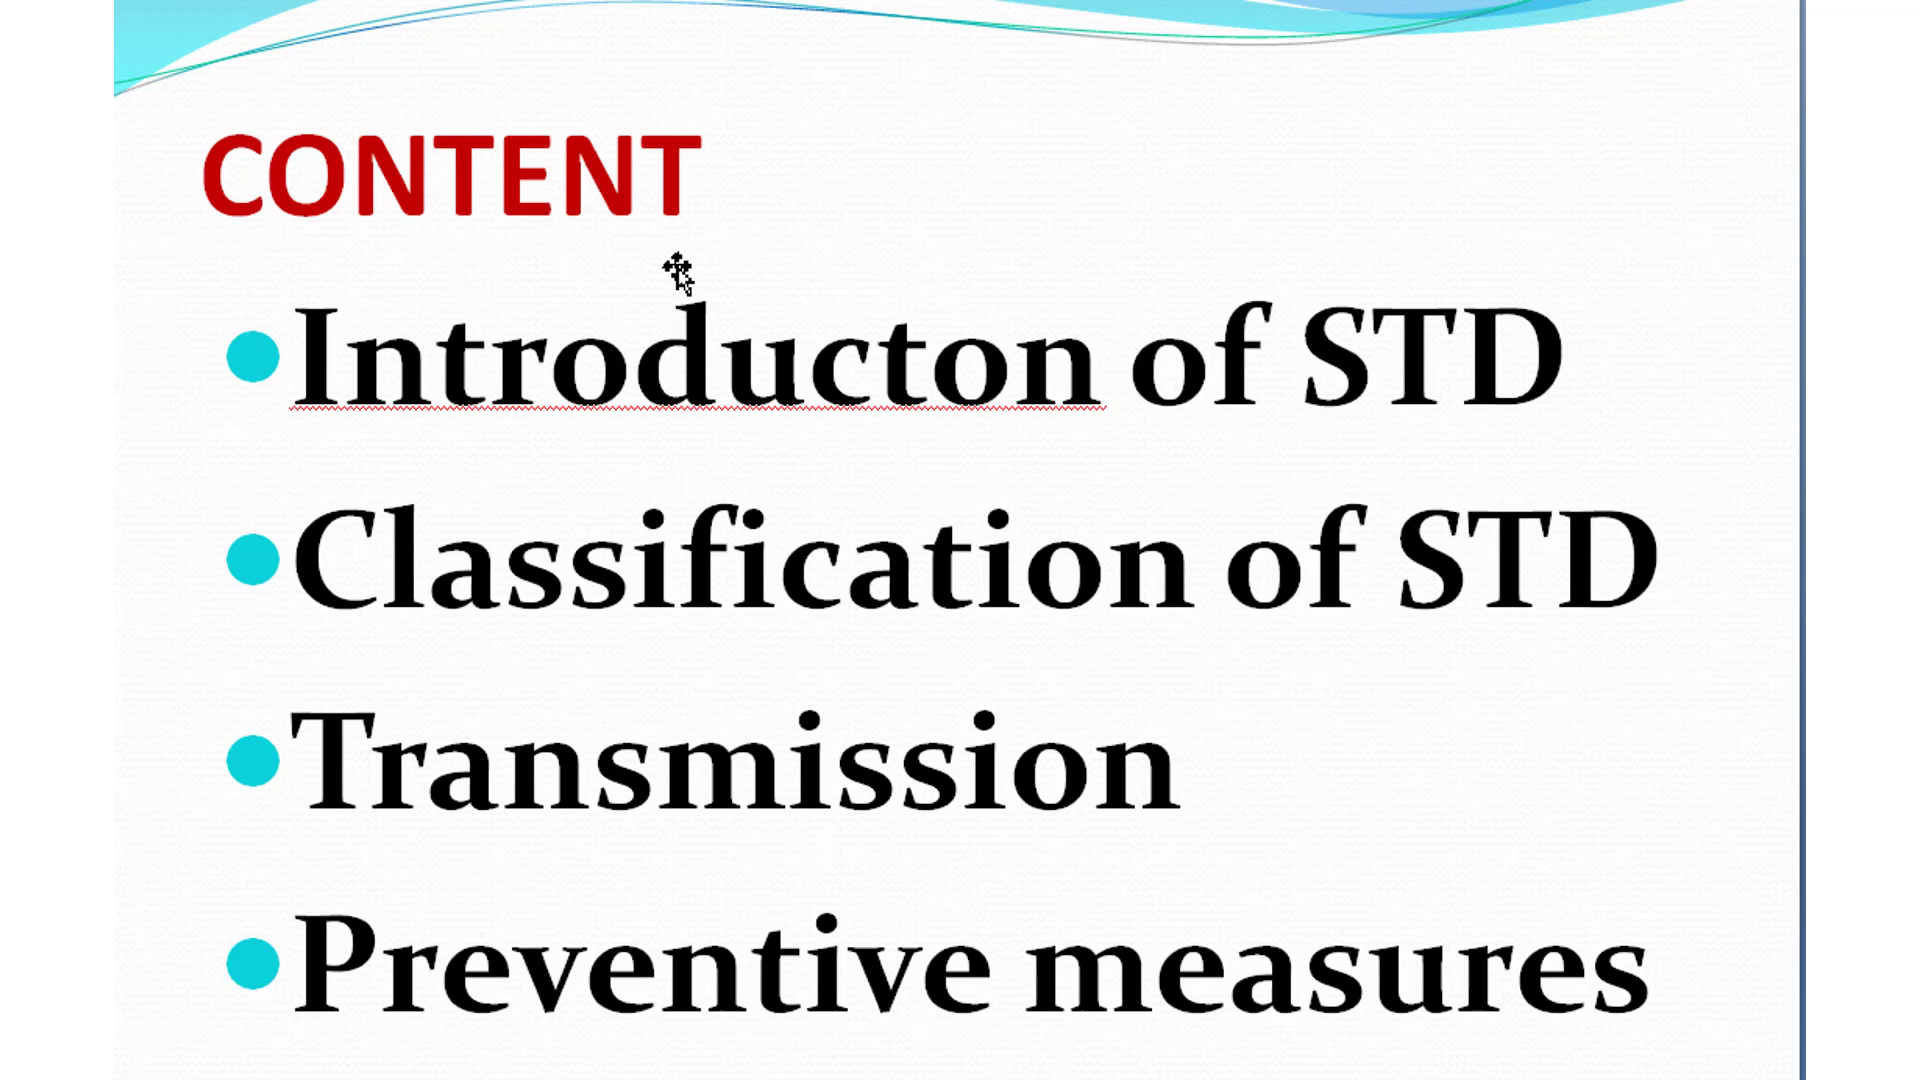 CONTENT
•Introducton of STD
•Classification of STD
•Transmission
•Preventive measures